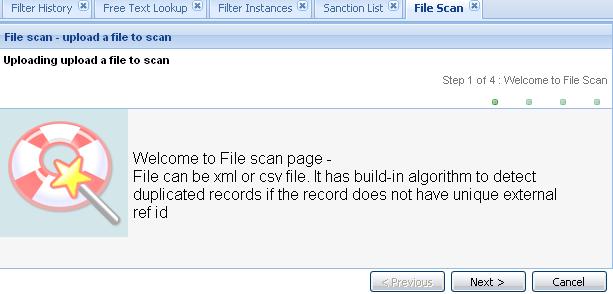 Filter History Free Text Lookup Filter Instances Sanction List File Scan
File scan - upload a file to scan
Uploading upload a file to scan
Step 1 of 4 : Welcome to File Scan
Welcome to File scan page -
File can be xml or csv file. It has build-in algorithm to detect
duplicated records if the record does not have unique external
ref id
< Previous Next > Cancel